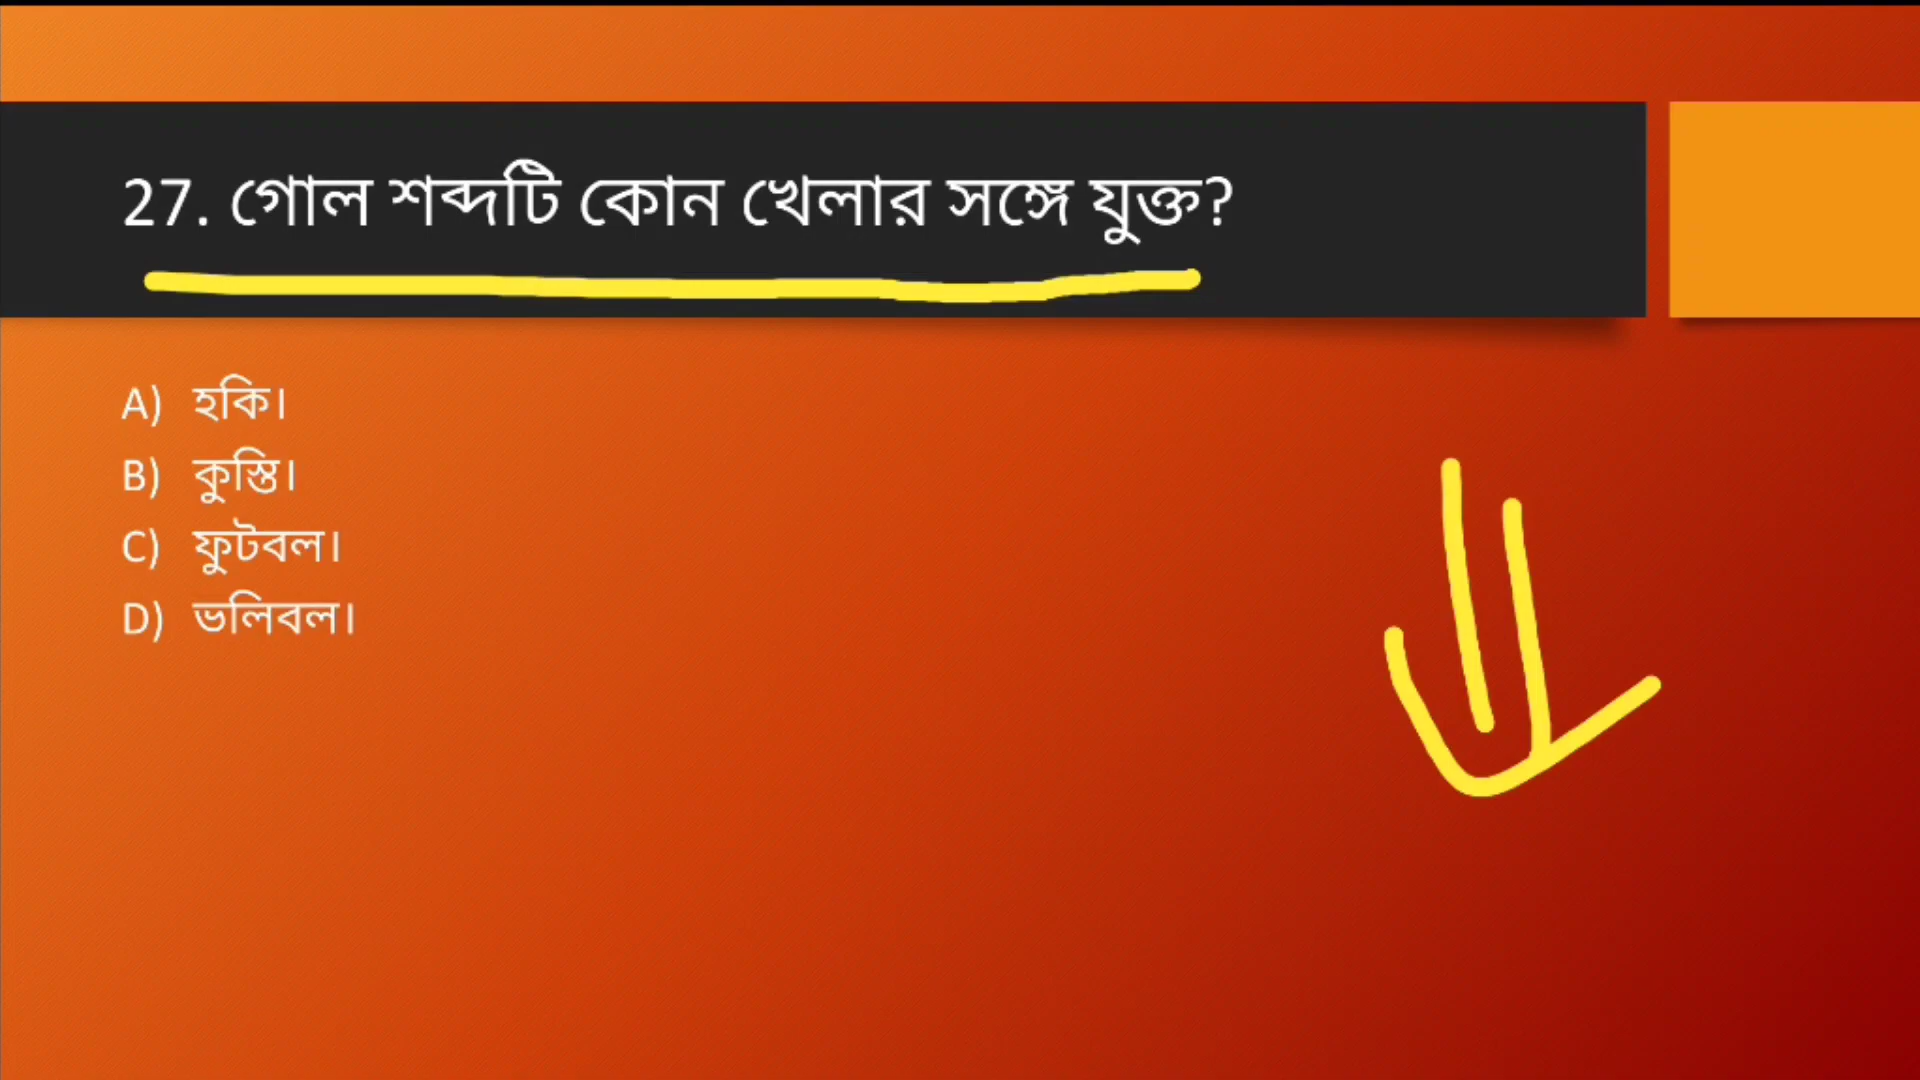 27. গোল শব্দটি কোন খেলার সঙ্গে যুক্ত?
A) হকি।
B) কুস্তি।
C) ফুটবল।
D) ভলিবল।